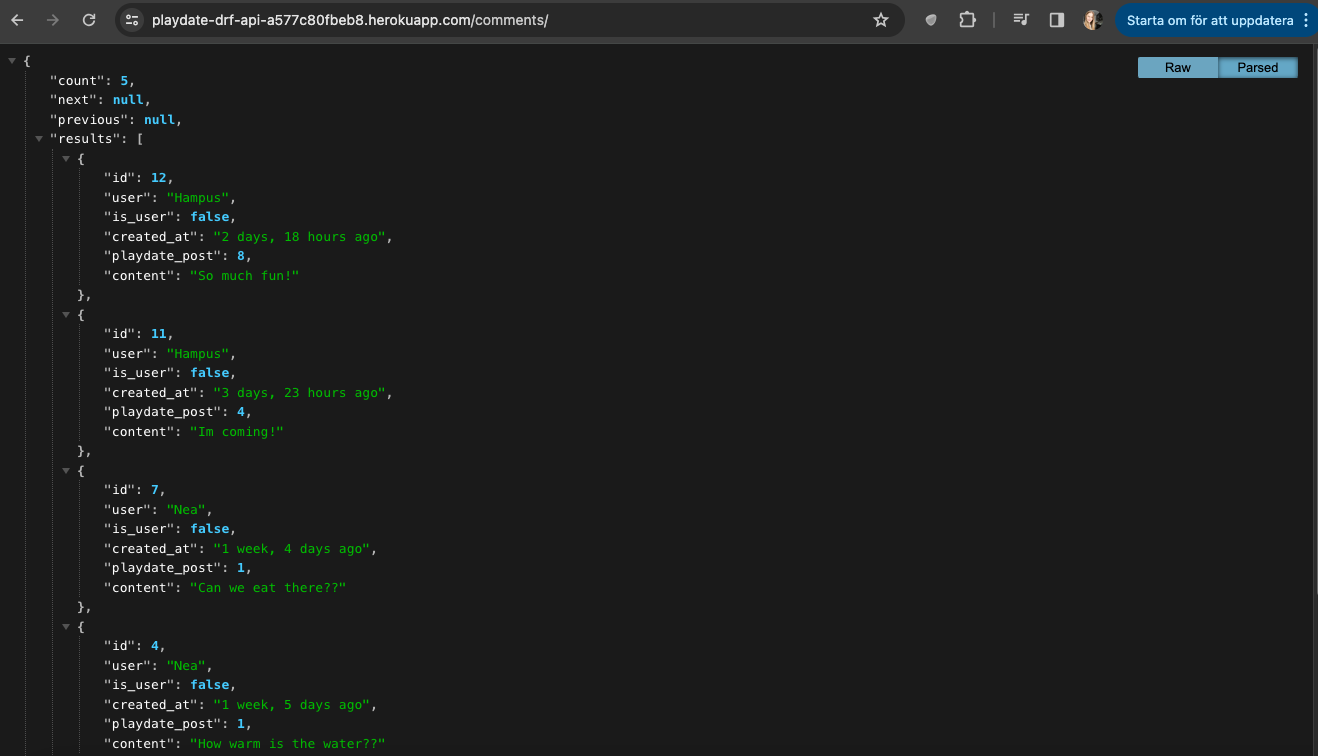 playdate-drf-api-a577c80fbeb8.herokuapp.com/comments/
Starta om för att uppdatera
Raw Parsed
{
"count": 5,
"next": null,
"previous": null,
"results": [
{
"id": 12,
"user": "Hampus",
"is_user": false,
"created_at": "2 days, 18 hours ago",
"playdate_post": 8,
"content": "So much fun!"
},
{
"id": 11,
"user": "Hampus",
"is_user": false,
"created_at": "3 days, 23 hours ago",
"playdate_post": 4,
"content": "Im coming!"
},
{
"id": 7,
"user": "Nea",
"is_user": false,
"created_at": "1 week, 4 days ago",
"playdate_post": 1,
"content": "Can we eat there??"
},
{
"id": 4,
"user": "Nea",
"is_user": false,
"created_at": "1 week, 5 days ago",
"playdate_post": 1,
"content": "How warm is the water??"